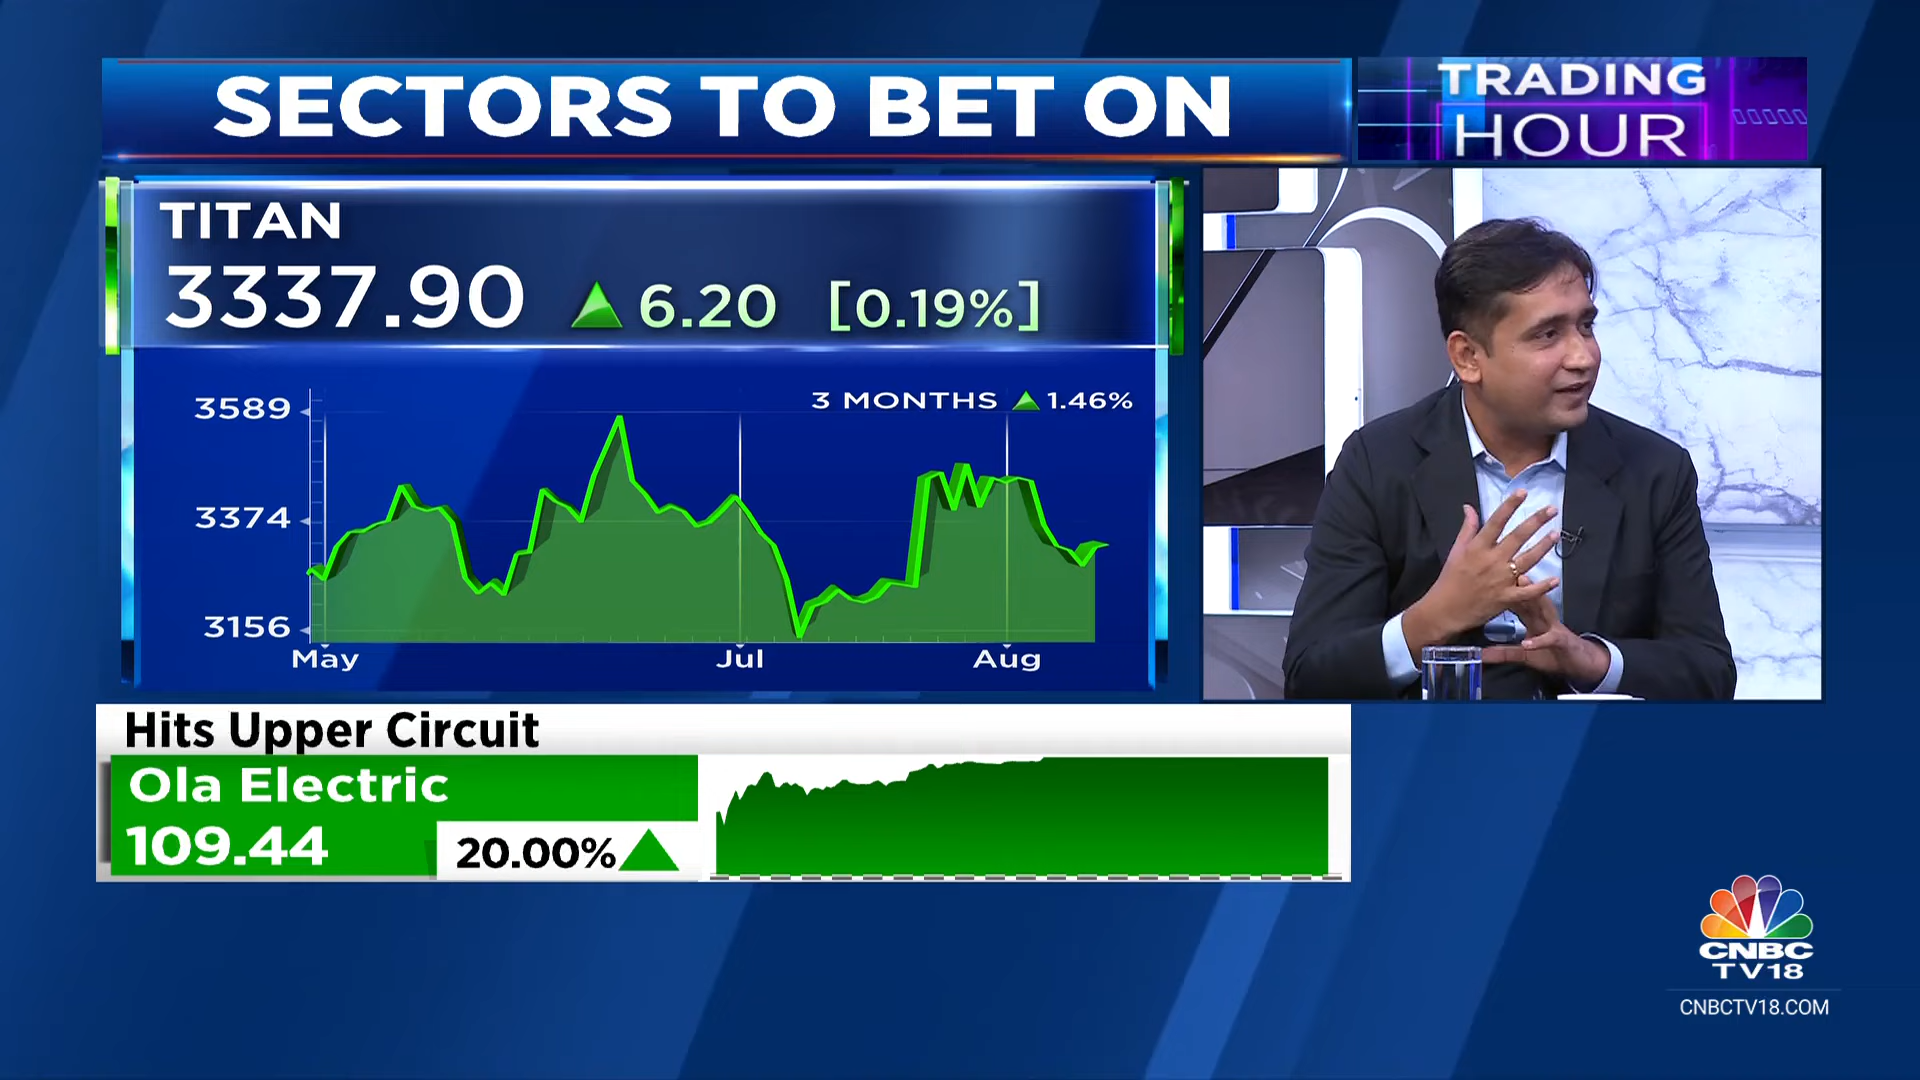 SECTORS TO BET ON
TRADING
HOUR
TITAN
3337.90 ▲ 6.20 [0.19%]
3 MONTHS ▲ 1.46%
3589
3374
3156
May Jul Aug
Hits Upper Circuit
Ola Electric
109.44 20.00% ▲
CNBC
TV18
CNBCTV18.COM